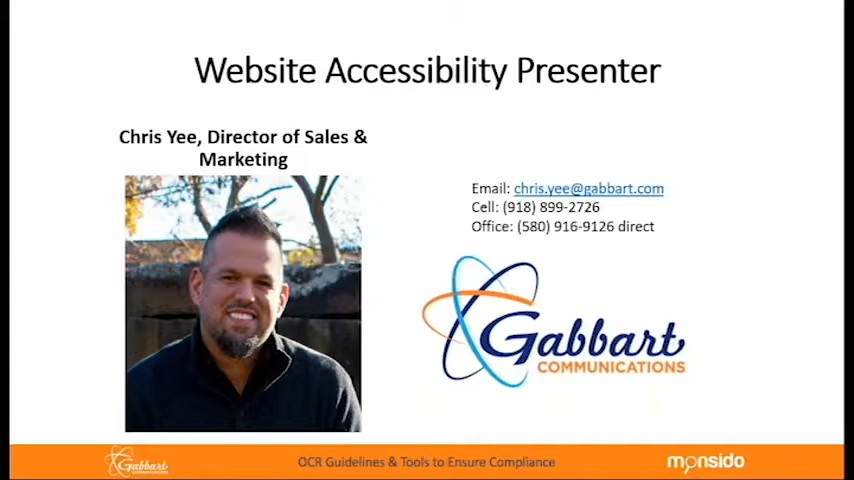 Website Accessibility Presenter
Chris Yee, Director of Sales &
Marketing
Email: chris.yee@gabbart.com
Cell: (918) 899-2726
Office: (580) 916-9126 direct
Gabbart
COMMUNICATIONS
Gabbart
COMMUNICATIONS
OCR Guidelines & Tools to Ensure Compliance
monsido